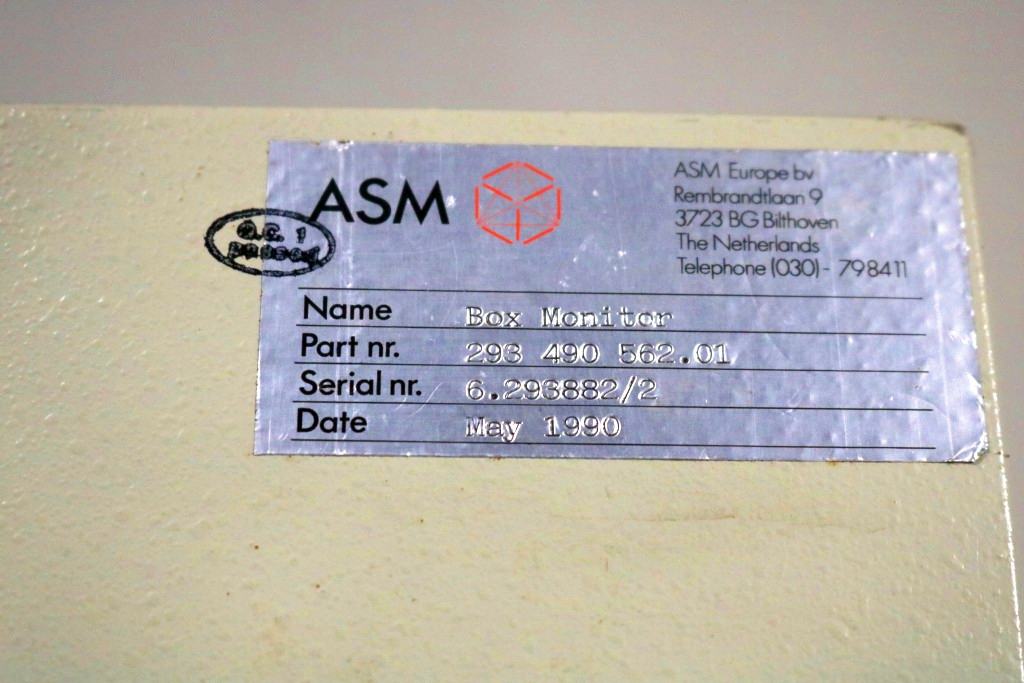 ASM
ASM Europe bv
Rembrandtlaan 9
3723 BG Bilthoven
The Netherlands
Telephone (030) - 798411
Q.C. 1
passed
Name Box Monitor
Part nr. 293 490 562.01
Serial nr. 6.293882/2
Date May 1990